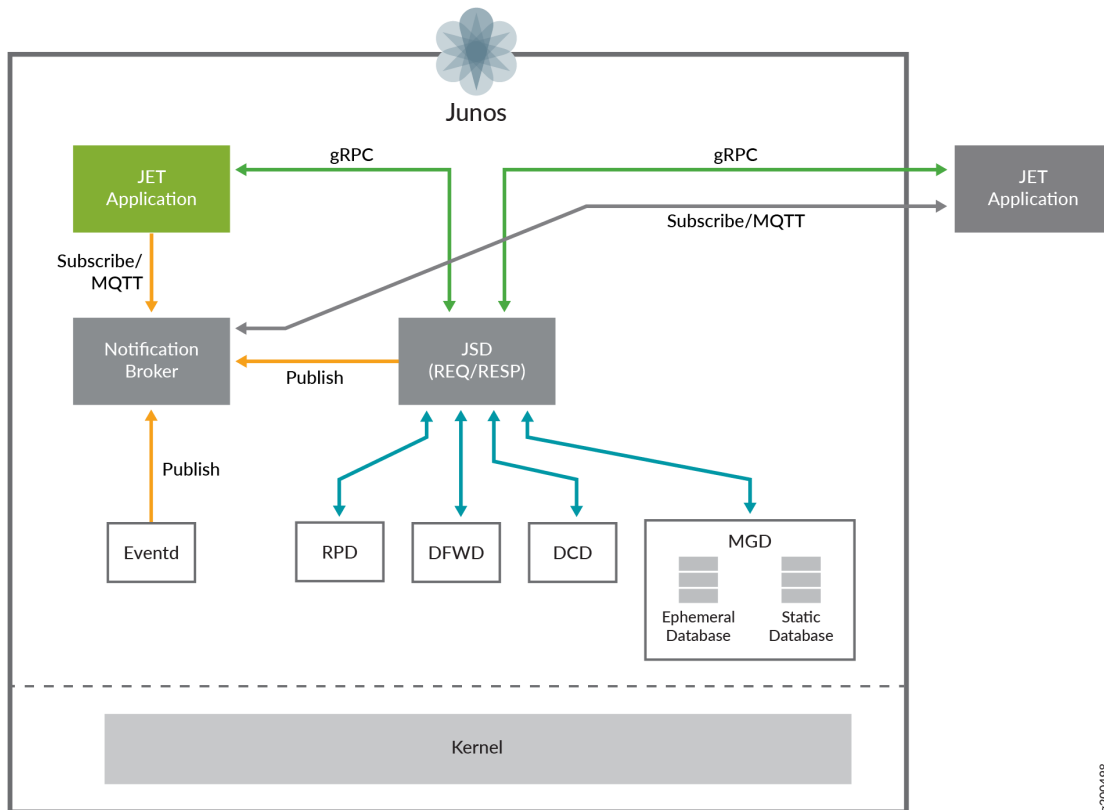 Junos
gRPC
gRPC
JET
Application
JET
Application
Subscribe/MQTT
Subscribe/
MQTT
Notification
Broker
JSD
(REQ/RESP)
Publish
Publish
Eventd
RPD
DFWD
DCD
MGD
Ephemeral
Database
Static
Database
Kernel